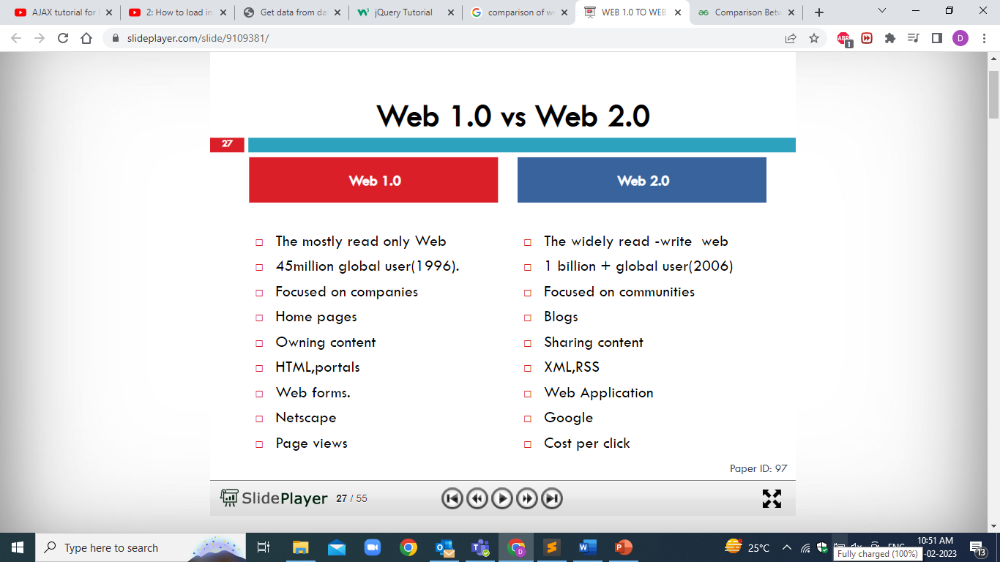 AJAX tutorial for
2: How to load in
Get data from da
jQuery Tutorial
comparison of w
WEB 1.0 TO WEB
Comparison Betw
slideplayer.com/slide/9109381/
ABP
1
D
Web 1.0 vs Web 2.0
27
Web 1.0
Web 2.0
The mostly read only Web
The widely read -write web
45million global user(1996).
1 billion + global user(2006)
Focused on companies
Focused on communities
Home pages
Blogs
Owning content
Sharing content
HTML,portals
XML,RSS
Web forms.
Web Application
Netscape
Google
Page views
Cost per click
Paper ID: 97
SlidePlayer 27 / 55
Type here to search
25°C
ENG
10:51 AM
-02-2023
13
Fully charged (100%)